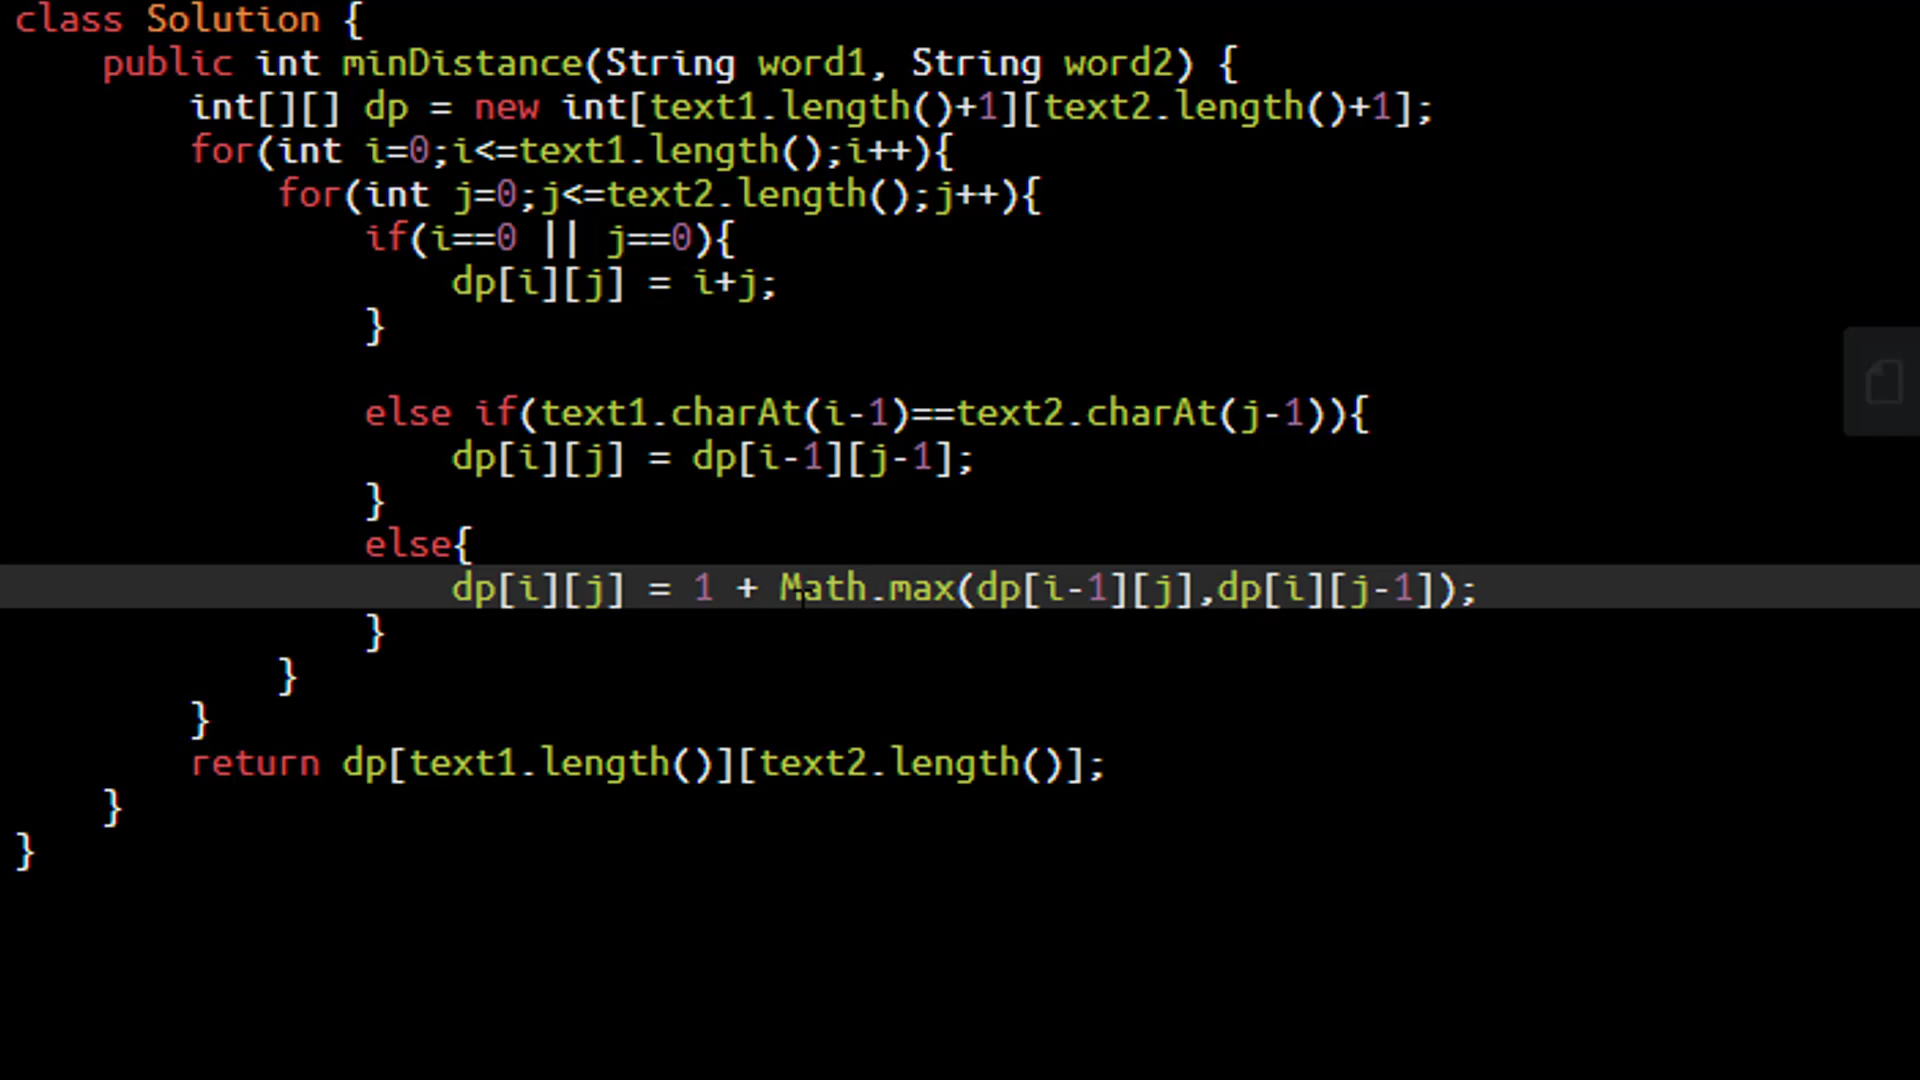 class Solution {
public int minDistance(String word1, String word2) {
int[][] dp = new int[text1.length()+1][text2.length()+1];
for(int i=0;i<=text1.length();i++){
for(int j=0;j<=text2.length();j++){
if(i==0 || j==0){
dp[i][j] = i+j;
}
else if(text1.charAt(i-1)==text2.charAt(j-1)){
dp[i][j] = dp[i-1][j-1];
}
else{
dp[i][j] = 1 + Math.max(dp[i-1][j],dp[i][j-1]);
}
}
}
return dp[text1.length()][text2.length()];
}
}